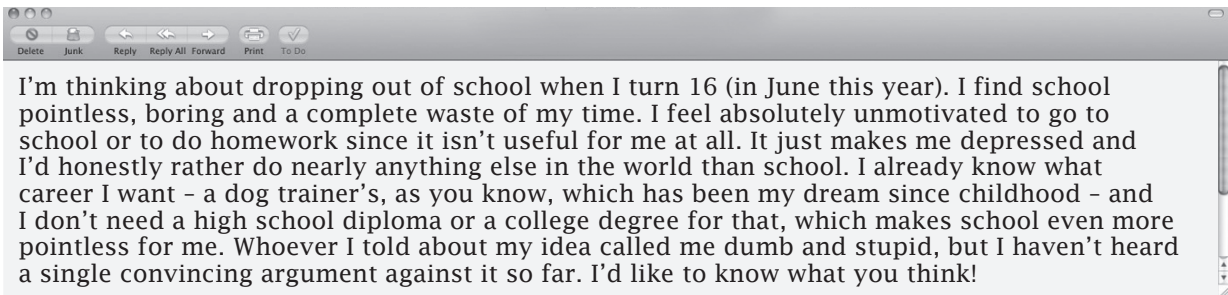 Delete Junk Reply Reply All Forward Print To Do
I'm thinking about dropping out of school when I turn 16 (in June this year). I find school
pointless, boring and a complete waste of my time. I feel absolutely unmotivated to go to
school or to do homework since it isn't useful for me at all. It just makes me depressed and
I'd honestly rather do nearly anything else in the world than school. I already know what
career I want – a dog trainer's, as you know, which has been my dream since childhood – and
I don't need a high school diploma or a college degree for that, which makes school even more
pointless for me. Whoever I told about my idea called me dumb and stupid, but I haven't heard
a single convincing argument against it so far. I'd like to know what you think!